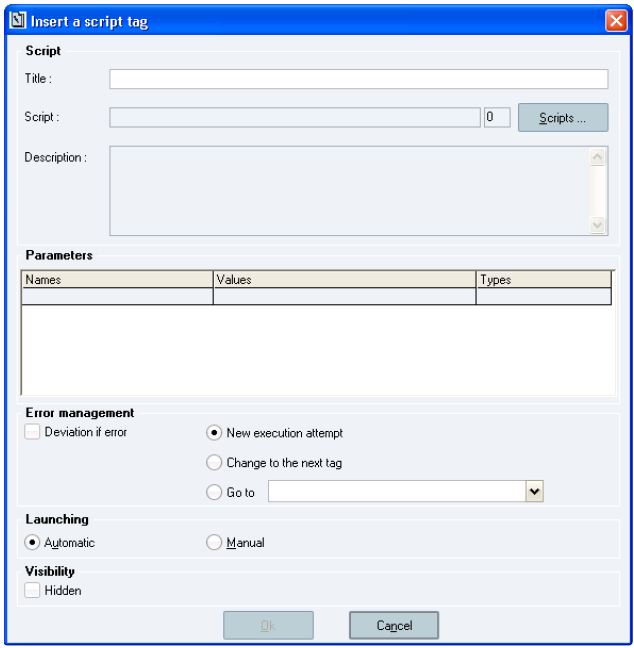 Insert a script tag
Script
Title :
Script :
0
Scripts ...
Description :
Parameters
Names Values Types
Error management
Deviation if error
New execution attempt
Change to the next tag
Go to
Launching
Automatic
Manual
Visibility
Hidden
Ok
Cancel